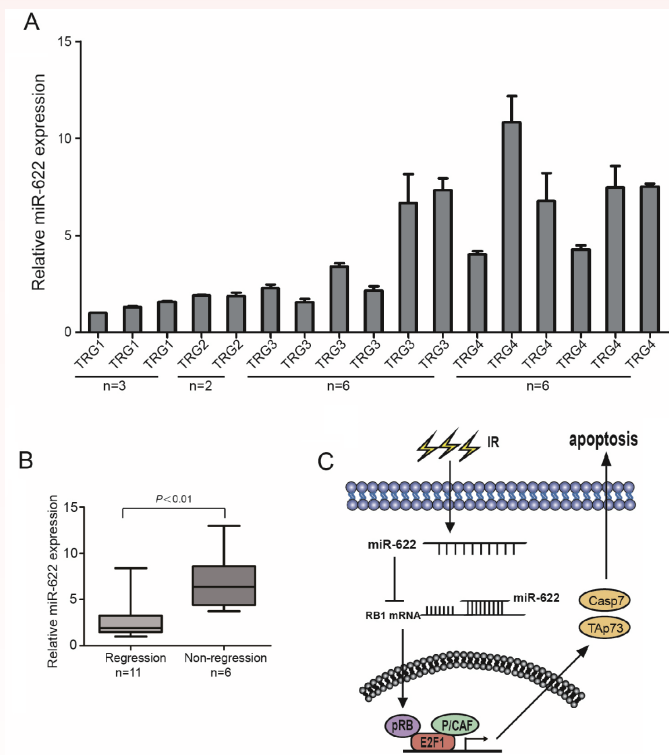 A
Relative miR-622 expression
15
10
5
0
TRG1 TRG1 TRG1 TRG2 TRG2 TRG3 TRG3 TRG3 TRG3 TRG3 TRG3 TRG4 TRG4 TRG4 TRG4 TRG4 TRG4
n=3 n=2 n=6 n=6
B
P<0.01
Relative miR-622 expression
15
10
5
0
Regression Non-regression
n=11 n=6
C
IR
apoptosis
miR-622
miR-622
RB1 mRNA
Casp7
TAp73
pRB P/CAF
E2F1